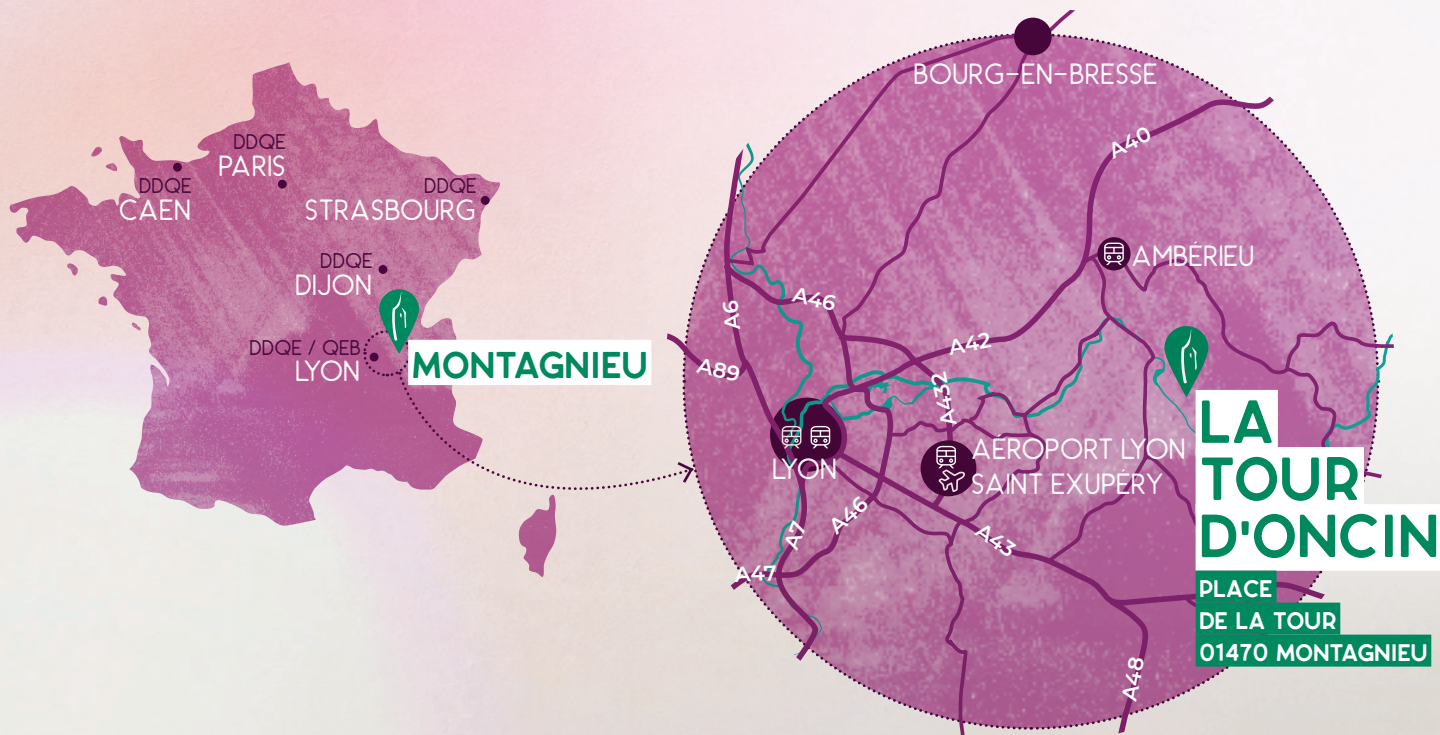 DDQE
PARIS
DDQE
CAEN
DDQE
STRASBOURG
DDQE
DIJON
DDQE / QEB
LYON
MONTAGNIEU
BOURG-EN-BRESSE
A40
AMBÉRIEU
A46
A6
A42
A89
A432
LYON
AÉROPORT LYON
SAINT EXUPÉRY
A46
A7
A43
A47
A48
LA
TOUR
D'ONCIN
PLACE
DE LA TOUR
01470 MONTAGNIEU